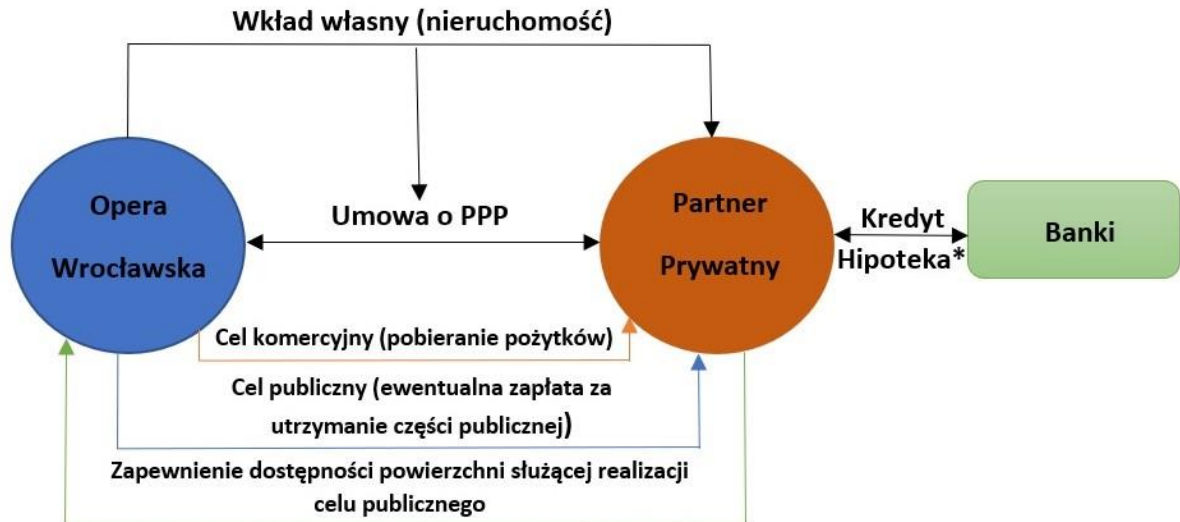 Wkład własny (nieruchomość)
Opera
Wrocławska
Umowa o PPP
Partner
Prywatny
Kredyt
Hipoteka*
Banki
Cel komercyjny (pobieranie pożytków)
Cel publiczny (ewentualna zapłata za
utrzymanie części publicznej)
Zapewnienie dostępności powierzchni służącej realizacji
celu publicznego